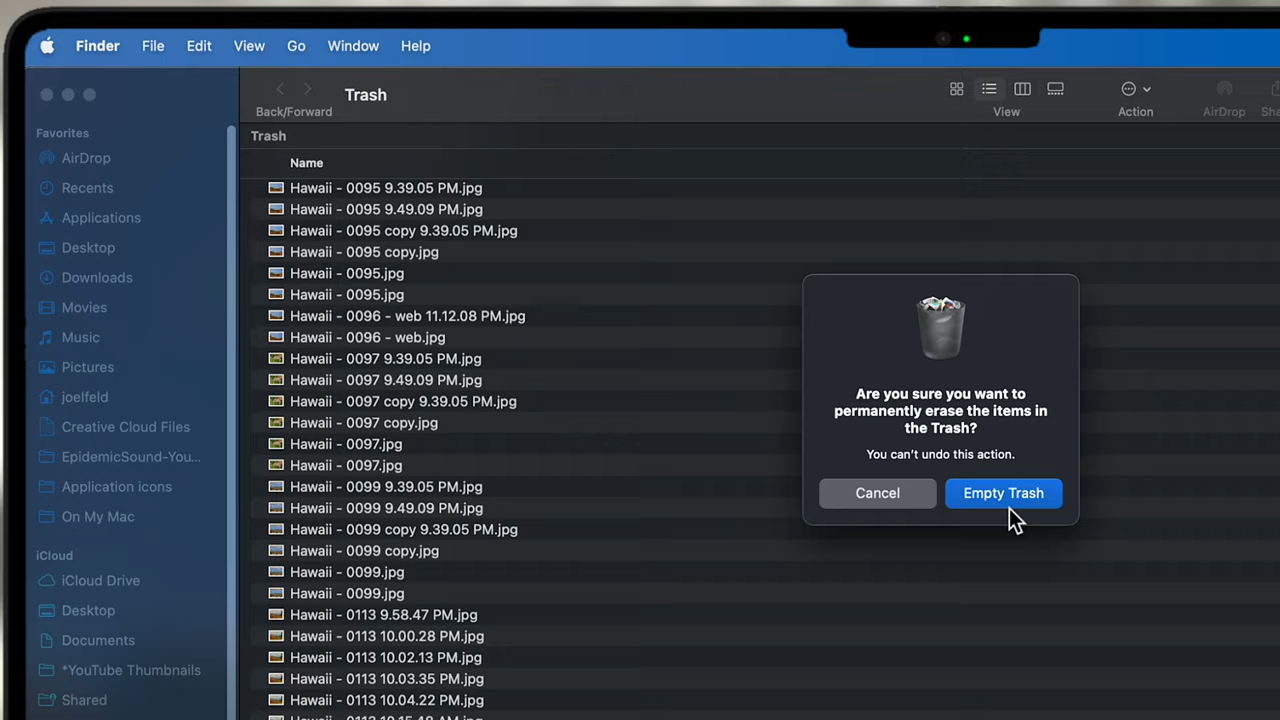 Finder File Edit View Go Window Help
Trash
Back/Forward
View
Action
AirDrop
Favorites
AirDrop
Recents
Applications
Desktop
Downloads
Movies
Music
Pictures
joelfeld
Creative Cloud Files
EpidemicSound-You...
Application icons
On My Mac
iCloud
iCloud Drive
Desktop
Documents
*YouTube Thumbnails
Shared
Trash
Name
Hawaii - 0095 9.39.05 PM.jpg
Hawaii - 0095 9.49.09 PM.jpg
Hawaii - 0095 copy 9.39.05 PM.jpg
Hawaii - 0095 copy.jpg
Hawaii - 0095.jpg
Hawaii - 0095.jpg
Hawaii - 0096 - web 11.12.08 PM.jpg
Hawaii - 0096 - web.jpg
Hawaii - 0097 9.39.05 PM.jpg
Hawaii - 0097 9.49.09 PM.jpg
Hawaii - 0097 copy 9.39.05 PM.jpg
Hawaii - 0097 copy.jpg
Hawaii - 0097.jpg
Hawaii - 0097.jpg
Hawaii - 0099 9.39.05 PM.jpg
Hawaii - 0099 9.49.09 PM.jpg
Hawaii - 0099 copy 9.39.05 PM.jpg
Hawaii - 0099 copy.jpg
Hawaii - 0099.jpg
Hawaii - 0099.jpg
Hawaii - 0113 9.58.47 PM.jpg
Hawaii - 0113 10.00.28 PM.jpg
Hawaii - 0113 10.02.13 PM.jpg
Hawaii - 0113 10.03.35 PM.jpg
Hawaii - 0113 10.04.22 PM.jpg
Are you sure you want to
permanently erase the items in
the Trash?
You can't undo this action.
Cancel
Empty Trash